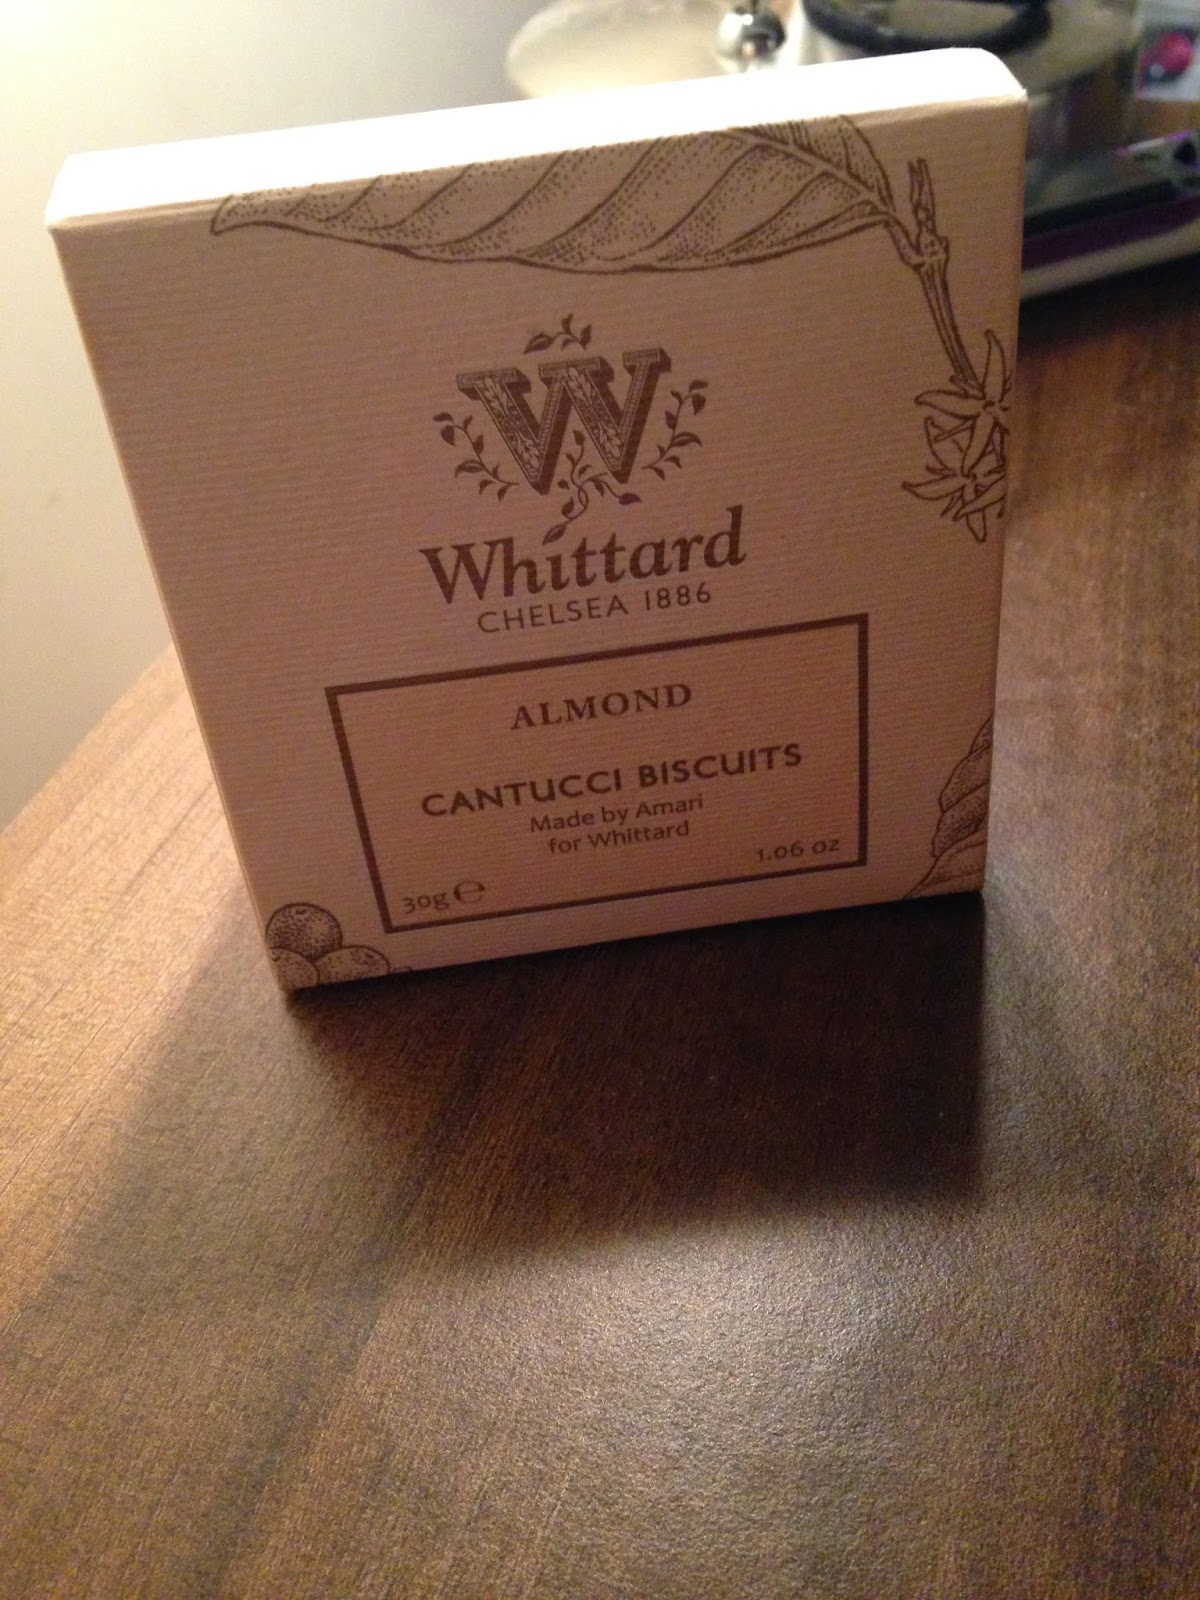 W
Whittard
CHELSEA 1886
ALMOND
CANTUCCI BISCUITS
Made by Amari
for Whittard
30g ℮ 1.06 oz